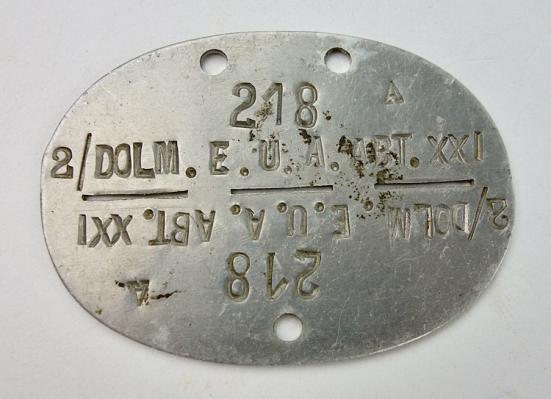 218 A
2/DOLM. E. U. A. ABT. XXI
2/DOLM. E. U. A. ABT. XXI
218
A